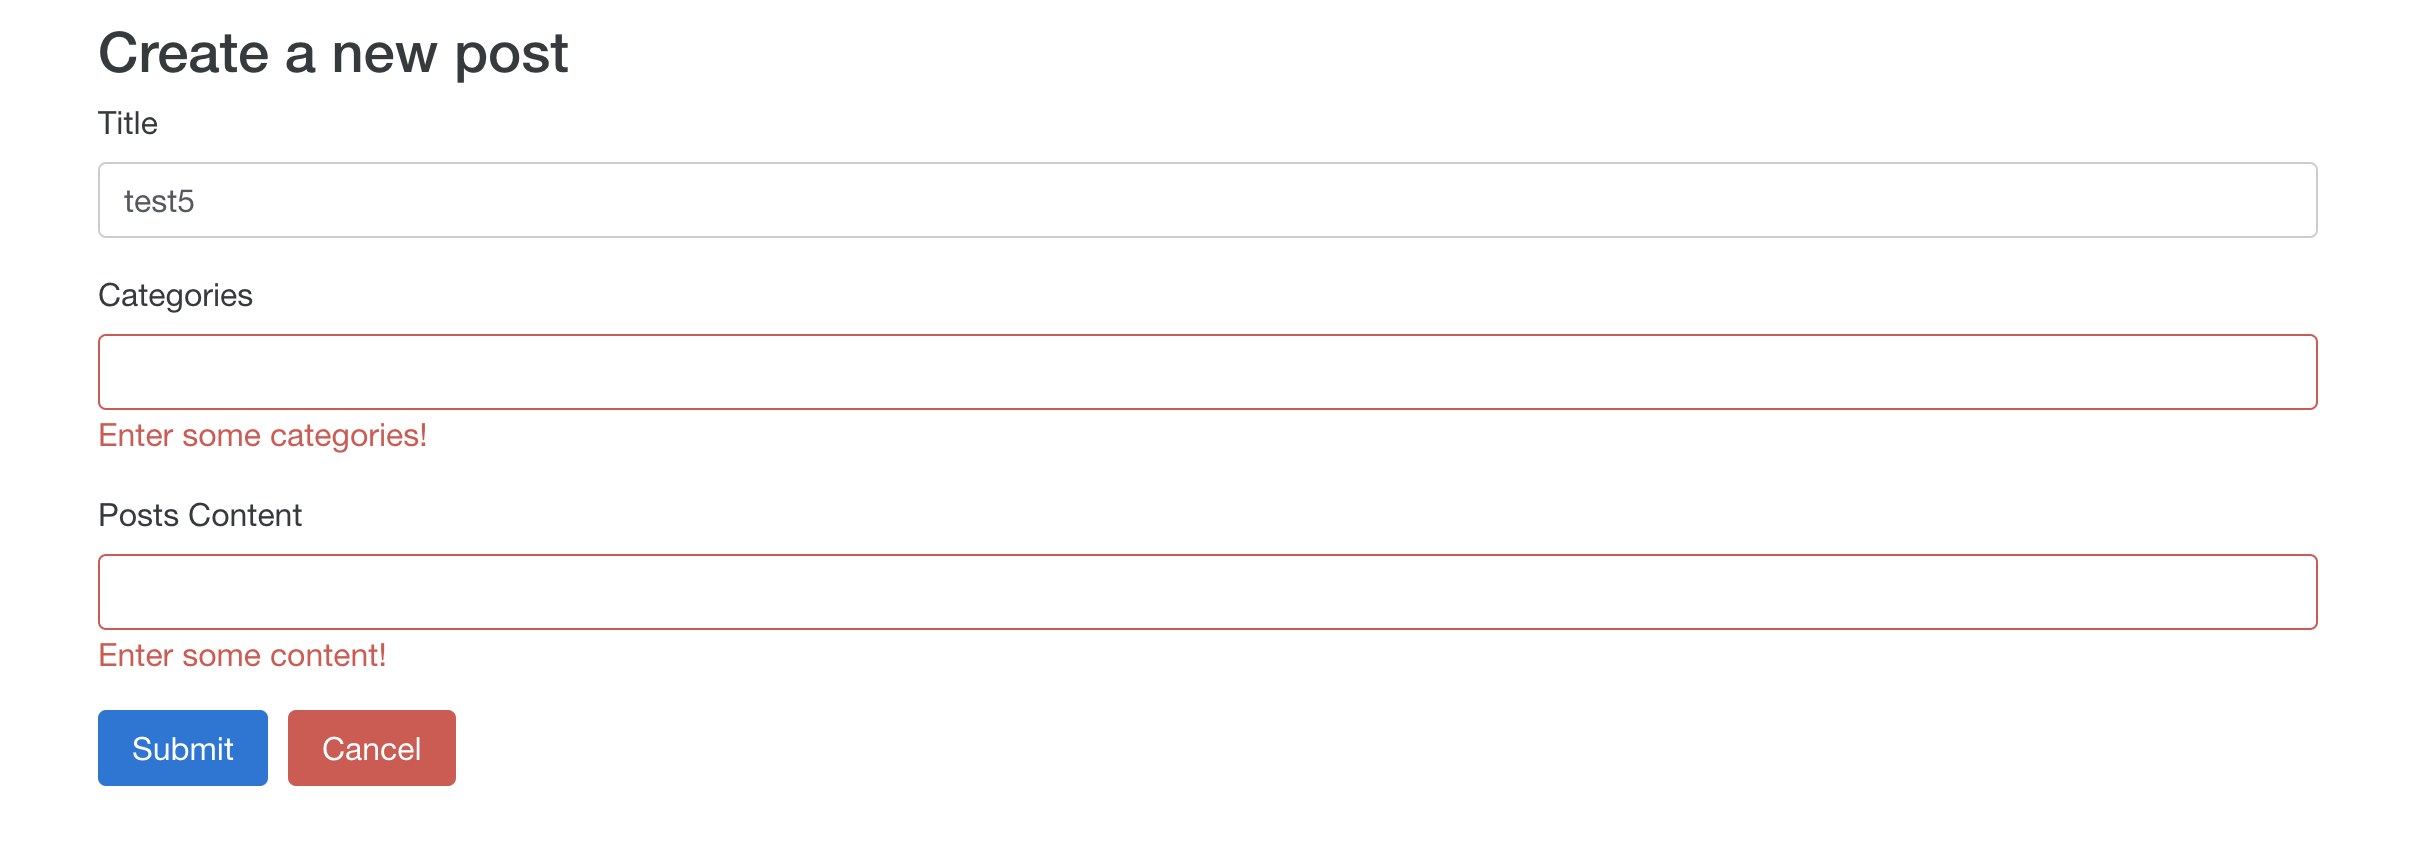 Create a new post
Title
test5
Categories
Enter some categories!
Posts Content
Enter some content!
Submit Cancel